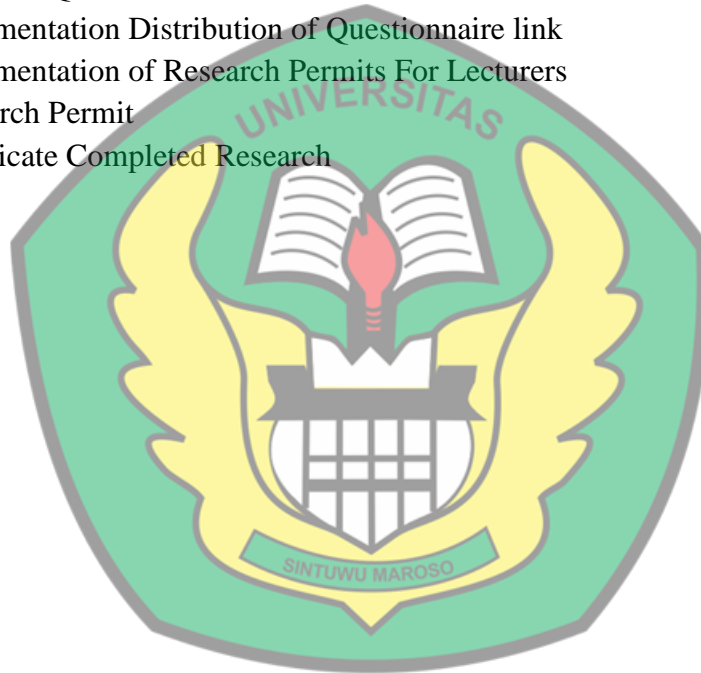 mentation Distribution of Questionnaire link
mentation of Research Permits For Lecturers
rch Permit
icate Completed Research
UNIVERSITAS
SINTUWU MAROSO